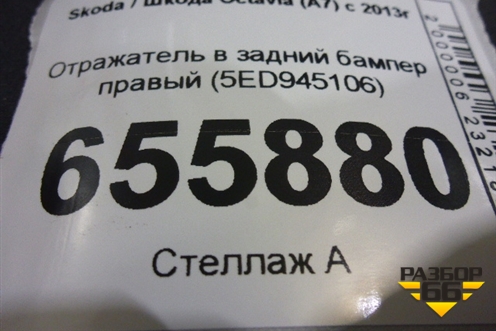 Skoda / Шкода Octavia (A7) с 2013г
Отражатель в задний бампер
правый (5ED945106)
655880
Стеллаж А
РАЗБОР
66